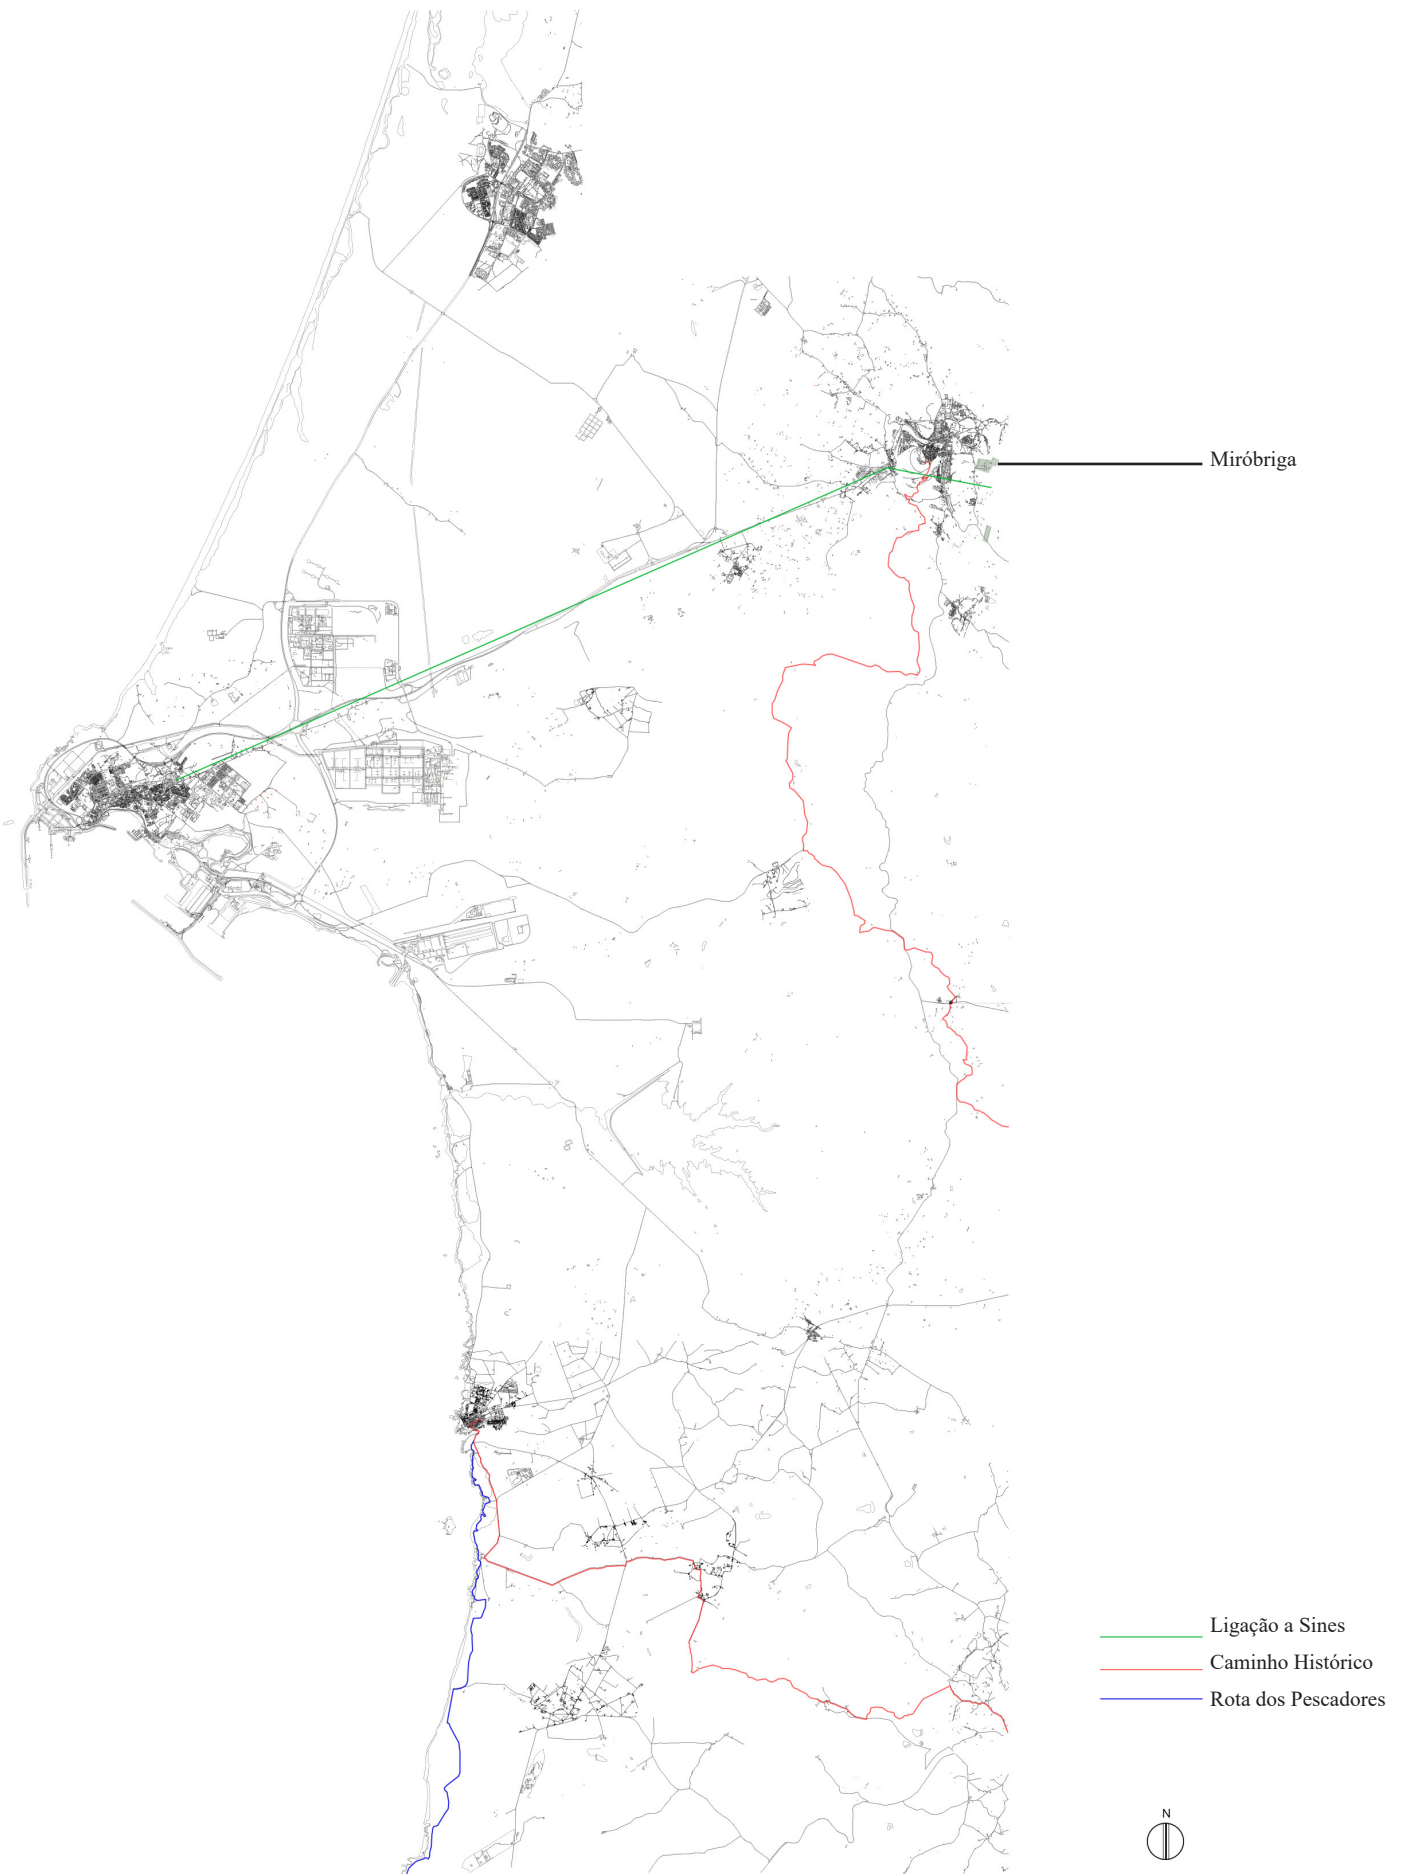 Miróbriga
Ligação a Sines
Caminho Histórico
Rota dos Pescadores
N